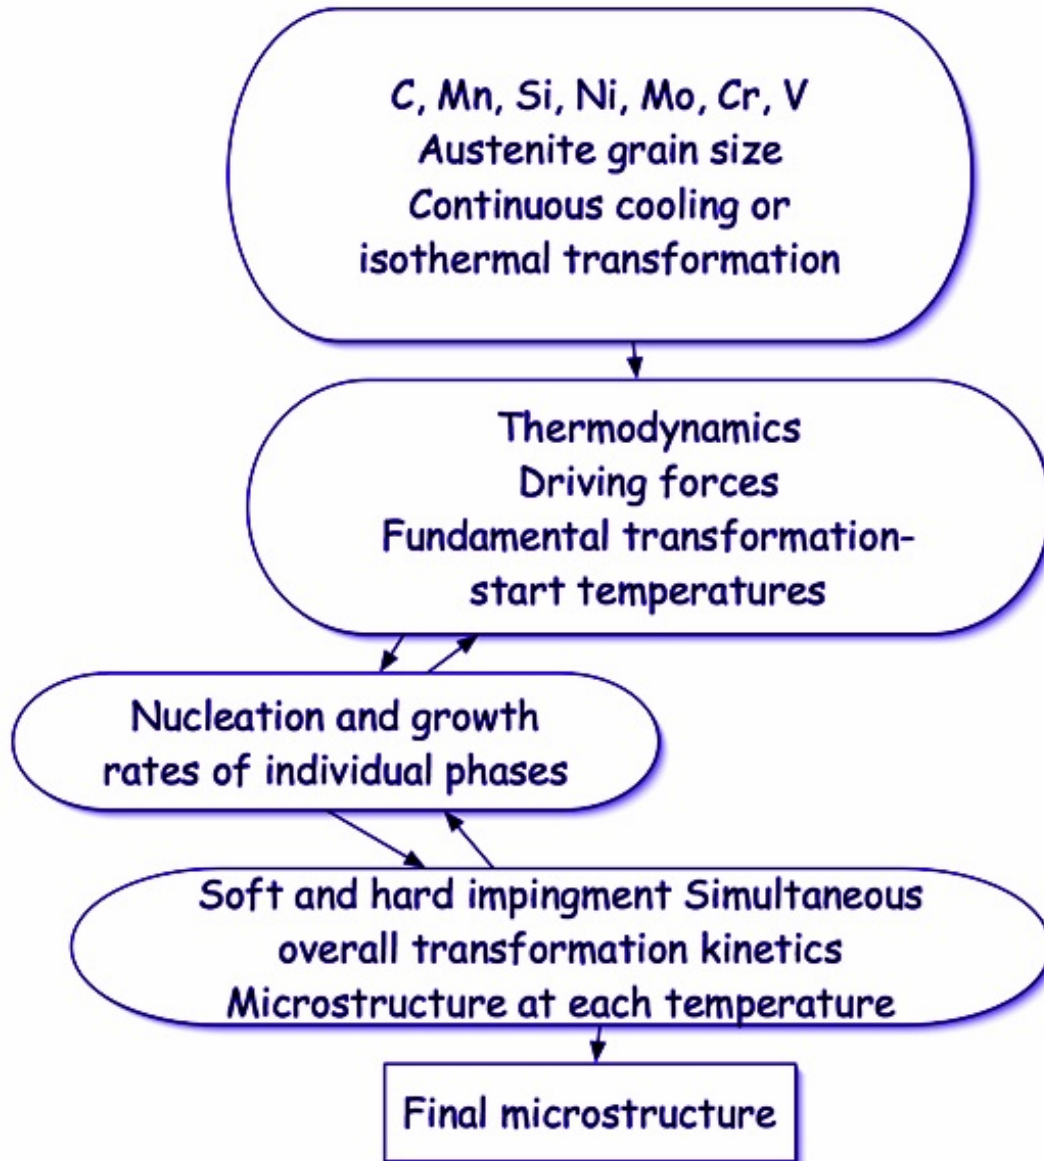 C, Mn, Si, Ni, Mo, Cr, V
Austenite grain size
Continuous cooling or
isothermal transformation
Thermodynamics
Driving forces
Fundamental transformation-
start temperatures
Nucleation and growth
rates of individual phases
Soft and hard impingment Simultaneous
overall transformation kinetics
Microstructure at each temperature
Final microstructure